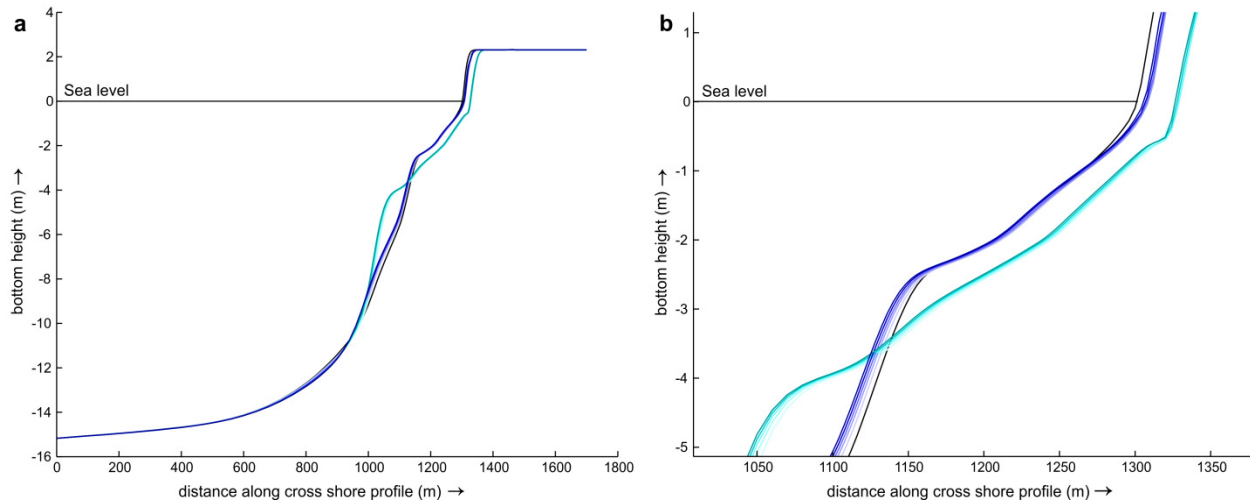 a
4
2
0
-2
-4
-6
-8
-10
-12
-14
-16
bottom height (m) →
Sea level
0 200 400 600 800 1000 1200 1400 1600 1800
distance along cross shore profile (m) →
b
1
0
-1
-2
-3
-4
-5
bottom height (m) →
Sea level
1050 1100 1150 1200 1250 1300 1350
distance along cross shore profile (m) →